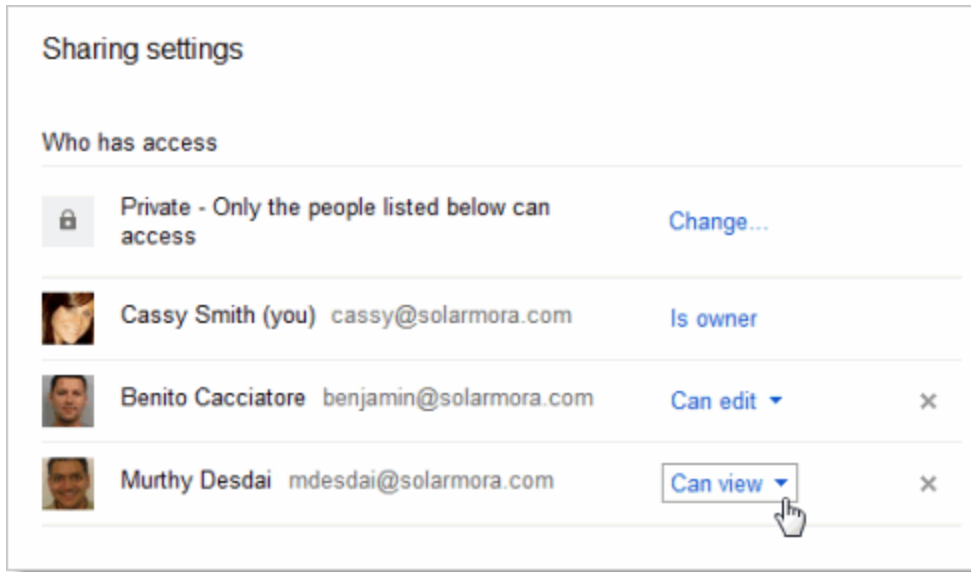 Sharing settings
Who has access
Private - Only the people listed below can
access
Change...
Cassy Smith (you) cassy@solarmora.com Is owner
Benito Cacciatore benjamin@solarmora.com Can edit
Murthy Desdai mdesdai@solarmora.com Can view